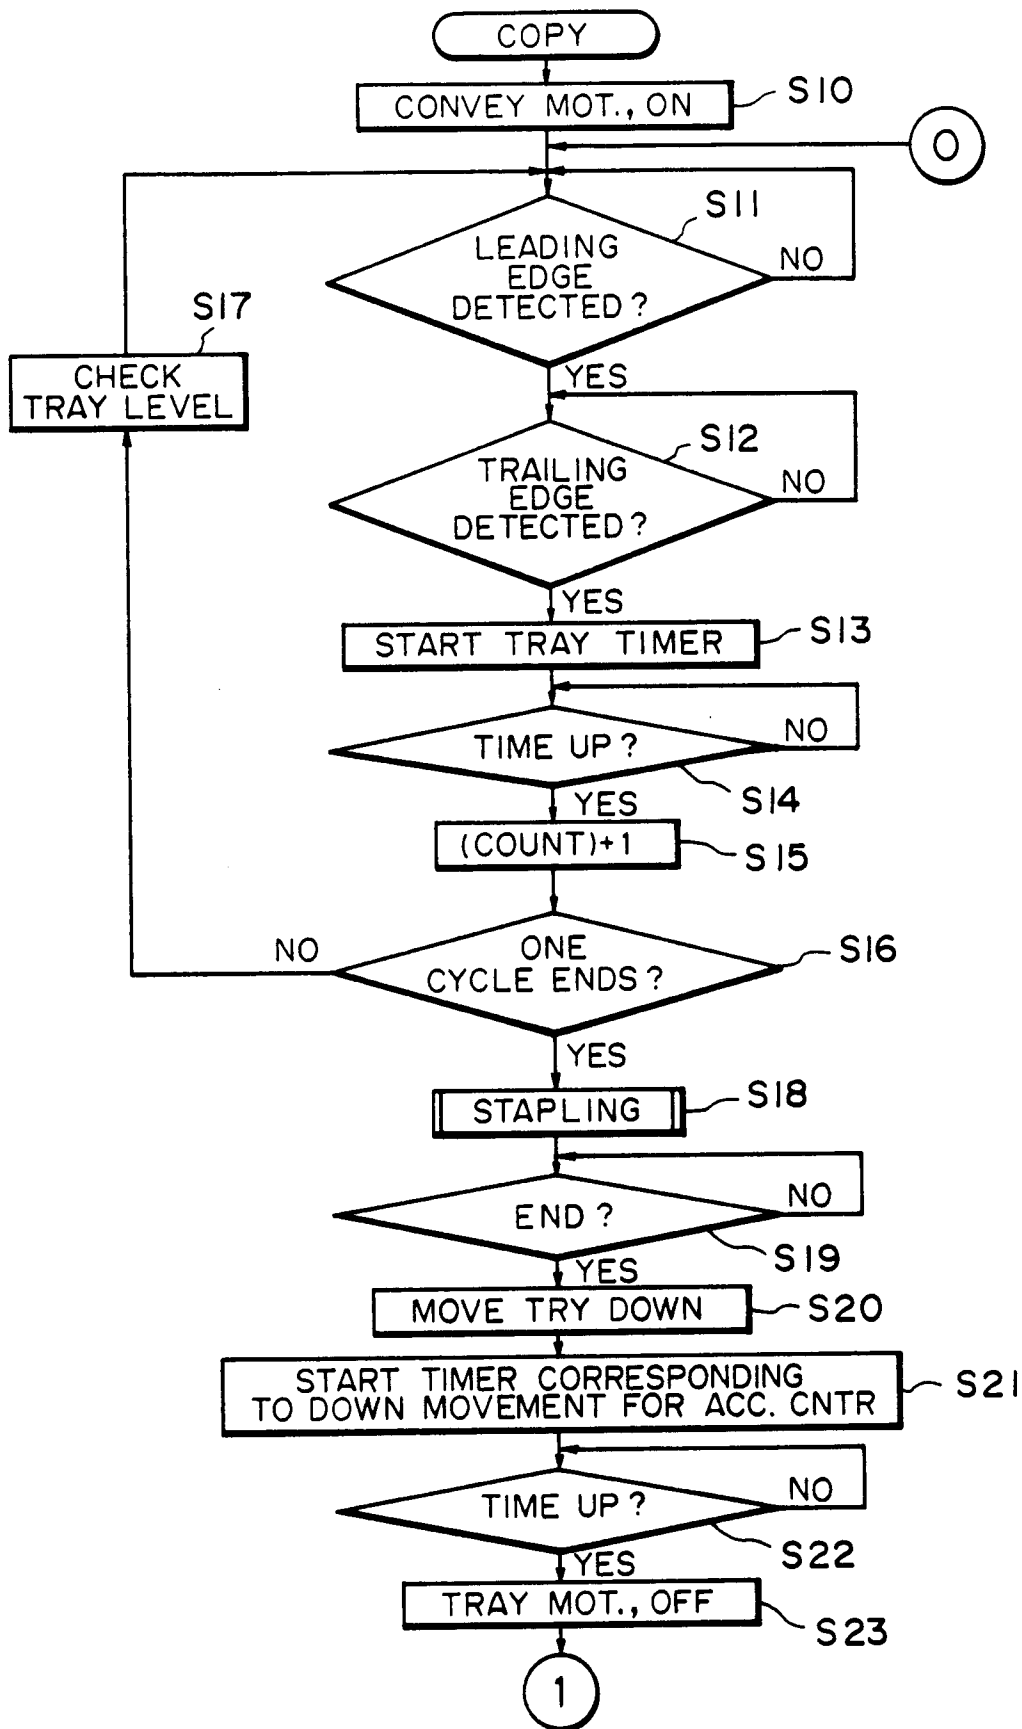 COPY
CONVEY MOT., ON
S10
O
S11
LEADING
EDGE
DETECTED?
NO
S17
CHECK
TRAY LEVEL
YES
S12
TRAILING
EDGE
DETECTED?
NO
YES
START TRAY TIMER
S13
TIME UP?
NO
S14
YES
(COUNT)+1
S15
ONE
CYCLE ENDS?
S16
NO
YES
STAPLING
S18
END?
NO
S19
YES
MOVE TRY DOWN
S20
START TIMER CORRESPONDING
TO DOWN MOVEMENT FOR ACC. CNTR
S21
TIME UP?
NO
S22
YES
TRAY MOT., OFF
S23
1